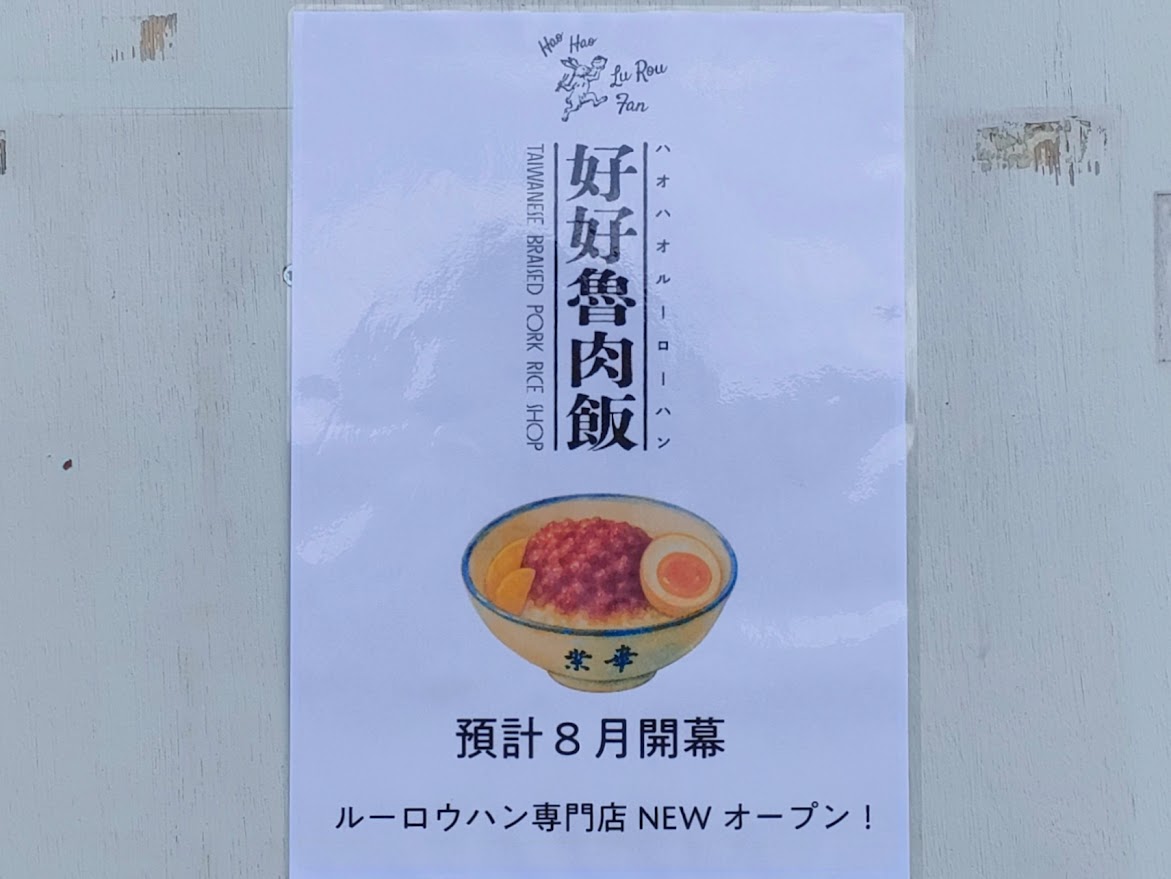 Hao Hao
Lu Rou
Fan
ハオハオルーローハン
好好魯肉飯
TAIWANESE BRAISED PORK RICE SHOP
預計8月開幕
ルーロウハン専門店 NEW オープン！